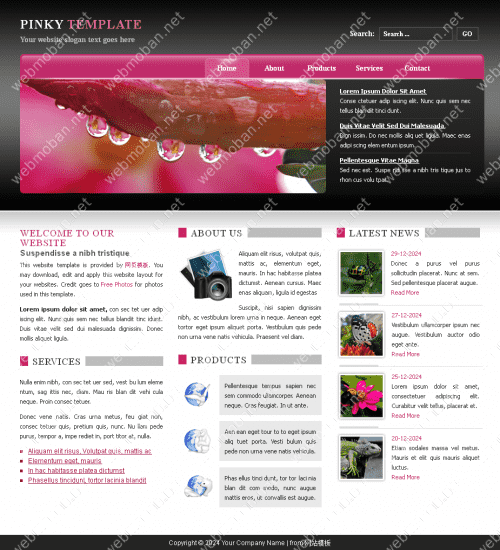 PINKY TEMPLATE
Your website slogan text goes here
Search: Search ... GO
Home About Products Services Contact
Lorem Ipsum Dolor Sit Amet
Conse ctetuer adip iscing elit. Nunc quis sem nec
tellus blandit tinci dunt.
Duis Vitae Velit Sed Dui Malesuada
Dign issim. Do nec mollis aliq uet ligula. Maec enas
adipi scing elem entum ipsum.
Pellentesque Vitae Magna
Sed nec est. Suspe nd sse a nibh tris tique jus to
rhon cus volu tpat.
WELCOME TO OUR
WEBSITE
Suspendisse a nibh tristique
This website template is provided by 网页模板. You
may download, edit and apply this website layout for
your websites. Credit goes to Free Photos for photos
used in this template.
Lorem ipsum dolor sit amet, con sec tet uer adip
iscing elit. Nunc quis sem nec tellus blandit tinc idunt.
Duis vitae velit sed dui malesuada dignissim. Donec
mollis aliquet ligula.
SERVICES
Nulla enim nibh, con sec tet uer sed, vest bu lum eleme
ntum, sag ittis nec, diam. Mau ris blan dit vehi cula
neque. Proin consec tetuer.
Donec vene natis. Cras urna metus, feu giat non,
consec tetuer quis, pretium quis, nunc. Nu llam pede
purus, tempor a, impe rediet in, port titor at, nulla.
Aliquam elit risus, Volutpat quis, mattis ac
Elementum eget, mauris
In hac habitasse platea dictumst
Phasellus tincidunt, tortor lacinia blandit
ABOUT US
Aliquam elit risus, volutpat quis,
mattis ac, elementum eget,
mauris. In hac habitasse platea
dictumst. Aenean cursus. Maec
enas aliquam, ligula id egestas
Suscipit, nisi sapien dignissim
nibh, ac vestibulum lorem urna in neque. Aenean eget
tortor eget ipsum aliquet porta. Vestibulum quis pede
non urna vene natis vehicula. Praesent vel diam.
PRODUCTS
Pellentesque tempus sapien nec
sem commodo ullamcorper. Aenean
neque. Cras feugiat. In ut ante.
Aen ean eget tour to to eget ipsum
aliq tuet porta. Vesti bulum quis
pede non urna vene natis vehicula.
Phas ellus tinci dunt, tor tor lacinia
blan dit com modo, nunc augue
mattis eros, ut convallis est augue.
LATEST NEWS
29-12-2024
Donec a purus vel purus
sollicitudin placerat. Nunc at sem.
Sed pellentesque placerat augue.
Read More
27-12-2024
Vestibulum ullamcorper ipsum nec
augue. Vestibulum auctor odio
eget ante.
Read More
25-12-2024
Lorem ipsum dolor sit amet,
consectetuer adipiscing elit.
Curabitur velit tellus, placerat et.
Read More
20-12-2024
Etiam sodales massa vel metus.
Mauris et elit quis mauris aliquet
luctus.
Read More
Copyright © 2024 Your Company Name | from 网站模板
webmoban.net